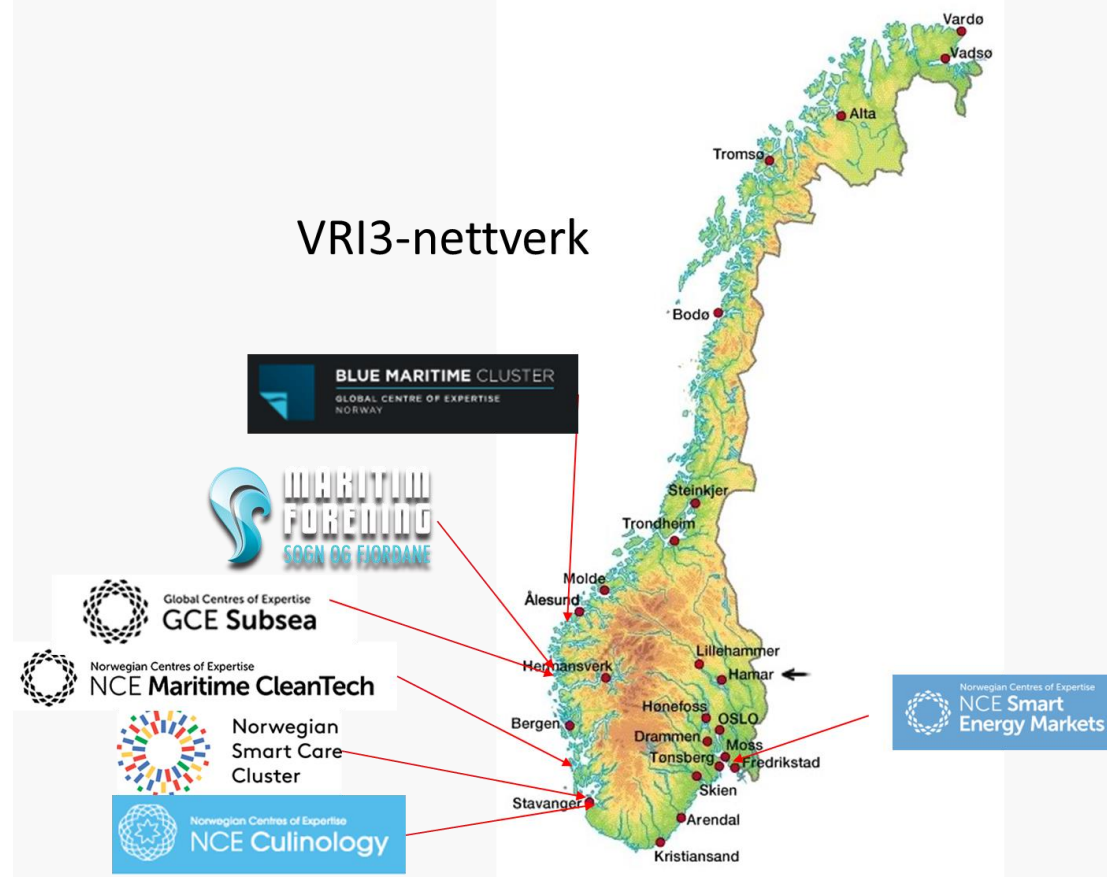 Vardø
Vadsø
Alta
Tromsø
VRI3-nettverk
Bodø
BLUE MARITIME CLUSTER
GLOBAL CENTRE OF EXPERTISE
NORWAY
MARITIM
FORENING
SOGN OG FJORDANE
Steinkjer
Trondheim
Molde
Ålesund
Global Centres of Expertise
GCE Subsea
Hermansverk
Lillehammer
Hamar
Norwegian Centres of Expertise
NCE Maritime CleanTech
Norwegian Centres of Expertise
NCE Smart
Energy Markets
Hønefoss
OSLO
Bergen
Drammen
Moss
Tønsberg
Fredrikstad
Norwegian
Smart Care
Cluster
Skien
Stavanger
Arendal
Norwegian Centres of Expertise
NCE Culinology
Kristiansand